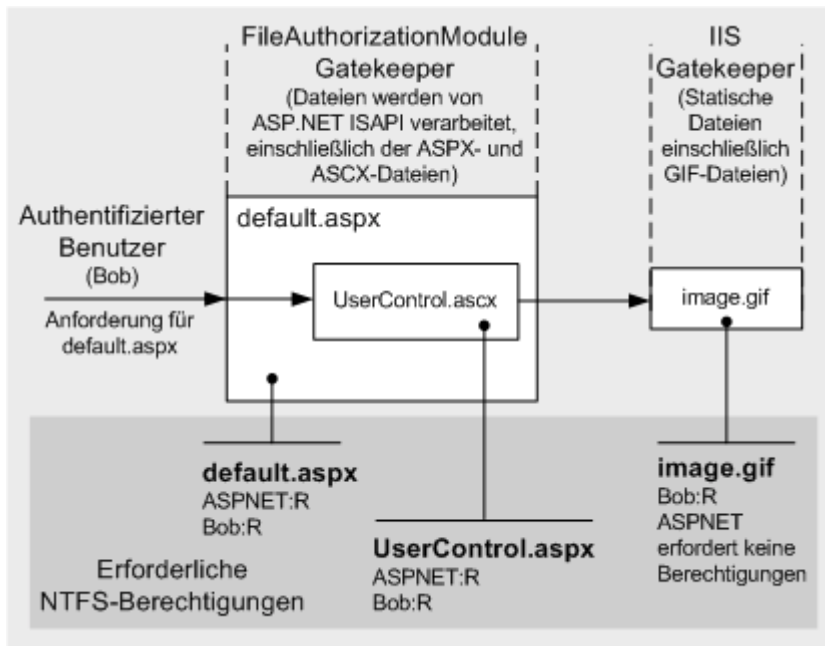 FileAuthorizationModule
Gatekeeper
(Dateien werden von
ASP.NET ISAPI verarbeitet,
einschließlich der ASPX- und
ASCX-Dateien)
IIS
Gatekeeper
(Statische
Dateien
einschließlich
GIF-Dateien)
Authentifizierter
Benutzer
(Bob)
Anforderung für
default.aspx
default.aspx
UserControl.ascx
image.gif
default.aspx
ASPNET:R
Bob:R
UserControl.aspx
ASPNET:R
Bob:R
image.gif
Bob:R
ASPNET
erfordert keine
Berechtigungen
Erforderliche
NTFS-Berechtigungen